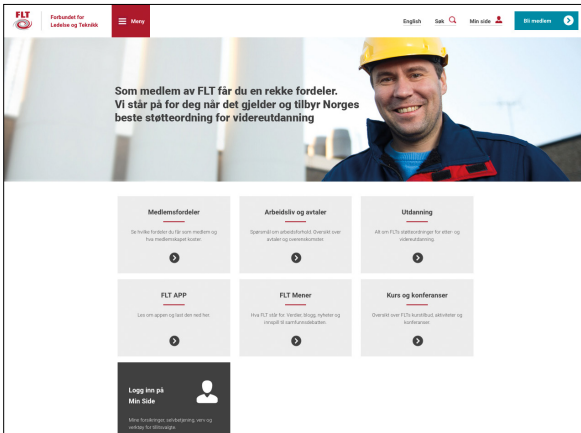 FLT
Forbundet for
Ledelse og Teknikk
Meny
English
Søk
Min side
Bli medlem
Som medlem av FLT får du en rekke fordeler.
Vi står på for deg når det gjelder og tilbyr Norges
beste støtteordning for videreutdanning
Medlemsfordeler
Se hvilke fordeler du får som medlem og
hva medlemskapet koster.
Arbeidsliv og avtaler
Spørsmål om arbeidsforhold. Oversikt over
avtaler og overenskomster.
Utdanning
Alt om FLTs støtteordninger for etter- og
videreutdanning.
FLT APP
Les om appen og last den ned her.
FLT Mener
Hva FLT står for. Verdier, blogg, nyheter og
innspill til samfunnsdebatten.
Kurs og konferanser
Oversikt over FLTs kurstilbud, aktiviteter og
konferanser.
Logg inn på
Min Side
Mine forsikringer, selvbetjening, verv og
verktøy for tillitsvalgte.